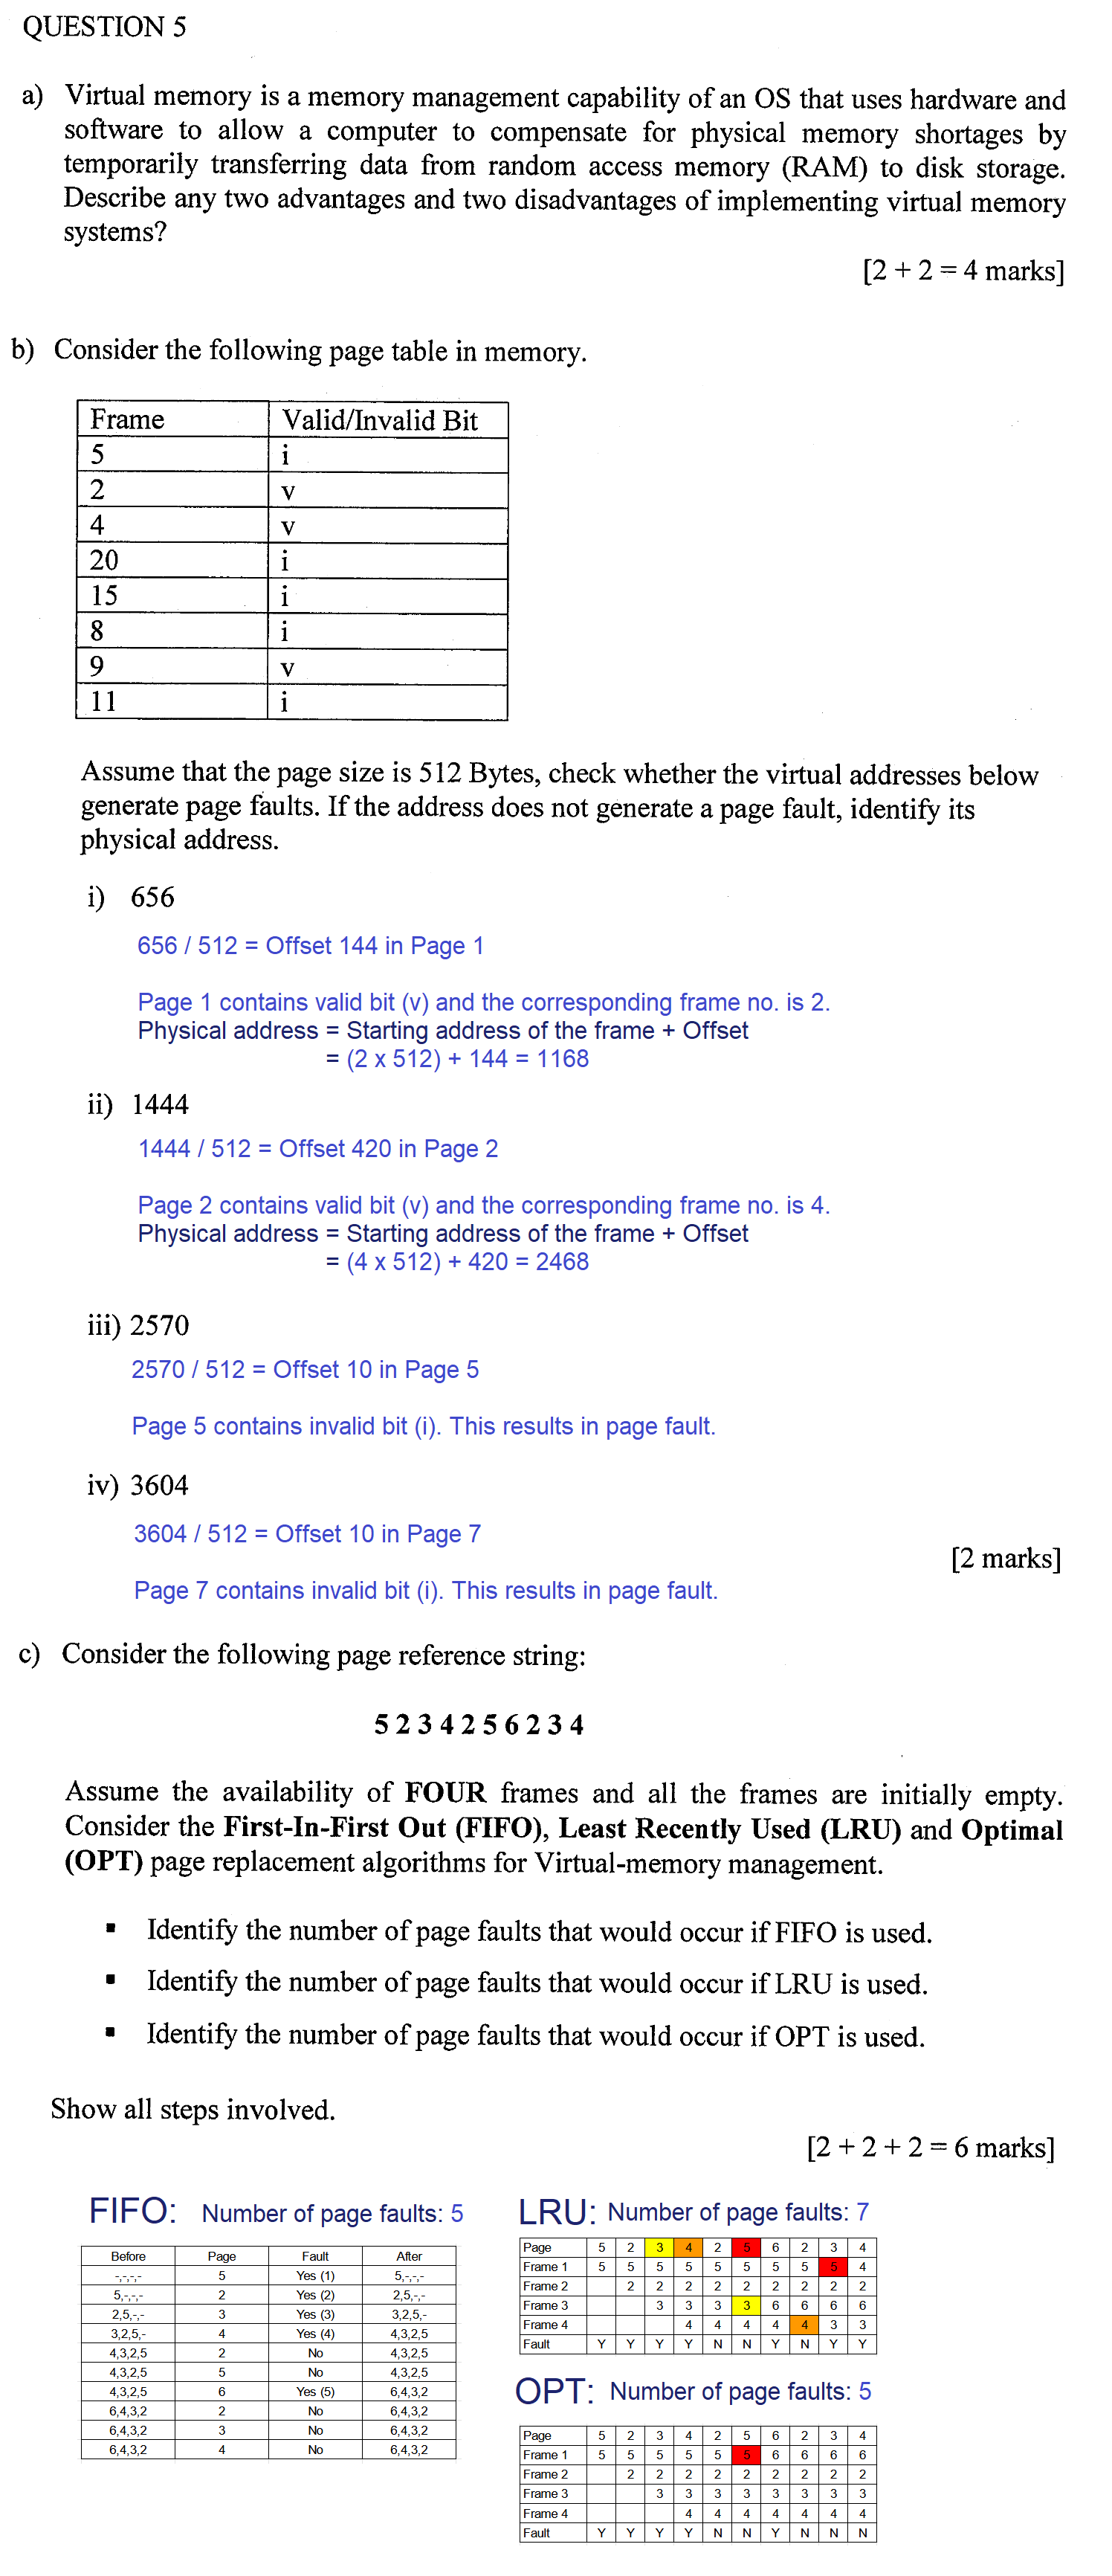 QUESTION 5
a) Virtual memory is a memory management capability of an OS that uses hardware and
software to allow a computer to compensate for physical memory shortages by
temporarily transferring data from random access memory (RAM) to disk storage.
Describe any two advantages and two disadvantages of implementing virtual memory
systems?
[2 + 2 = 4 marks]
b) Consider the following page table in memory.
Frame Valid/Invalid Bit
5 i
2 v
4 v
20 i
15 i
8 i
9 v
11 i
Assume that the page size is 512 Bytes, check whether the virtual addresses below
generate page faults. If the address does not generate a page fault, identify its
physical address.
i) 656
656 / 512 = Offset 144 in Page 1
Page 1 contains valid bit (v) and the corresponding frame no. is 2.
Physical address = Starting address of the frame + Offset
= (2 x 512) + 144 = 1168
ii) 1444
1444 / 512 = Offset 420 in Page 2
Page 2 contains valid bit (v) and the corresponding frame no. is 4.
Physical address = Starting address of the frame + Offset
= (4 x 512) + 420 = 2468
iii) 2570
2570 / 512 = Offset 10 in Page 5
Page 5 contains invalid bit (i). This results in page fault.
iv) 3604
3604 / 512 = Offset 10 in Page 7
[2 marks]
Page 7 contains invalid bit (i). This results in page fault.
c) Consider the following page reference string:
5 2 3 4 2 5 6 2 3 4
Assume the availability of FOUR frames and all the frames are initially empty.
Consider the First-In-First Out (FIFO), Least Recently Used (LRU) and Optimal
(OPT) page replacement algorithms for Virtual-memory management.
▪ Identify the number of page faults that would occur if FIFO is used.
▪ Identify the number of page faults that would occur if LRU is used.
▪ Identify the number of page faults that would occur if OPT is used.
Show all steps involved.
[2 + 2 + 2 = 6 marks]
FIFO: Number of page faults: 5
Before Page Fault After
-,-,-,- 5 Yes (1) 5,-,-,-
5,-,-,- 2 Yes (2) 2,5,-,-
2,5,-,- 3 Yes (3) 3,2,5,-
3,2,5,- 4 Yes (4) 4,3,2,5
4,3,2,5 2 No 4,3,2,5
4,3,2,5 5 No 4,3,2,5
4,3,2,5 6 Yes (5) 6,4,3,2
6,4,3,2 2 No 6,4,3,2
6,4,3,2 3 No 6,4,3,2
6,4,3,2 4 No 6,4,3,2
LRU: Number of page faults: 7
Page 5 2 3 4 2 5 6 2 3 4
Frame 1 5 5 5 5 5 5 5 5 5 4
Frame 2 2 2 2 2 2 2 2 2 2
Frame 3 3 3 3 3 6 6 6 6
Frame 4 4 4 4 4 4 3 3
Fault Y Y Y Y N N Y N Y Y
OPT: Number of page faults: 5
Page 5 2 3 4 2 5 6 2 3 4
Frame 1 5 5 5 5 5 5 6 6 6 6
Frame 2 2 2 2 2 2 2 2 2 2
Frame 3 3 3 3 3 3 3 3 3
Frame 4 4 4 4 4 4 4 4
Fault Y Y Y Y N N Y N N N